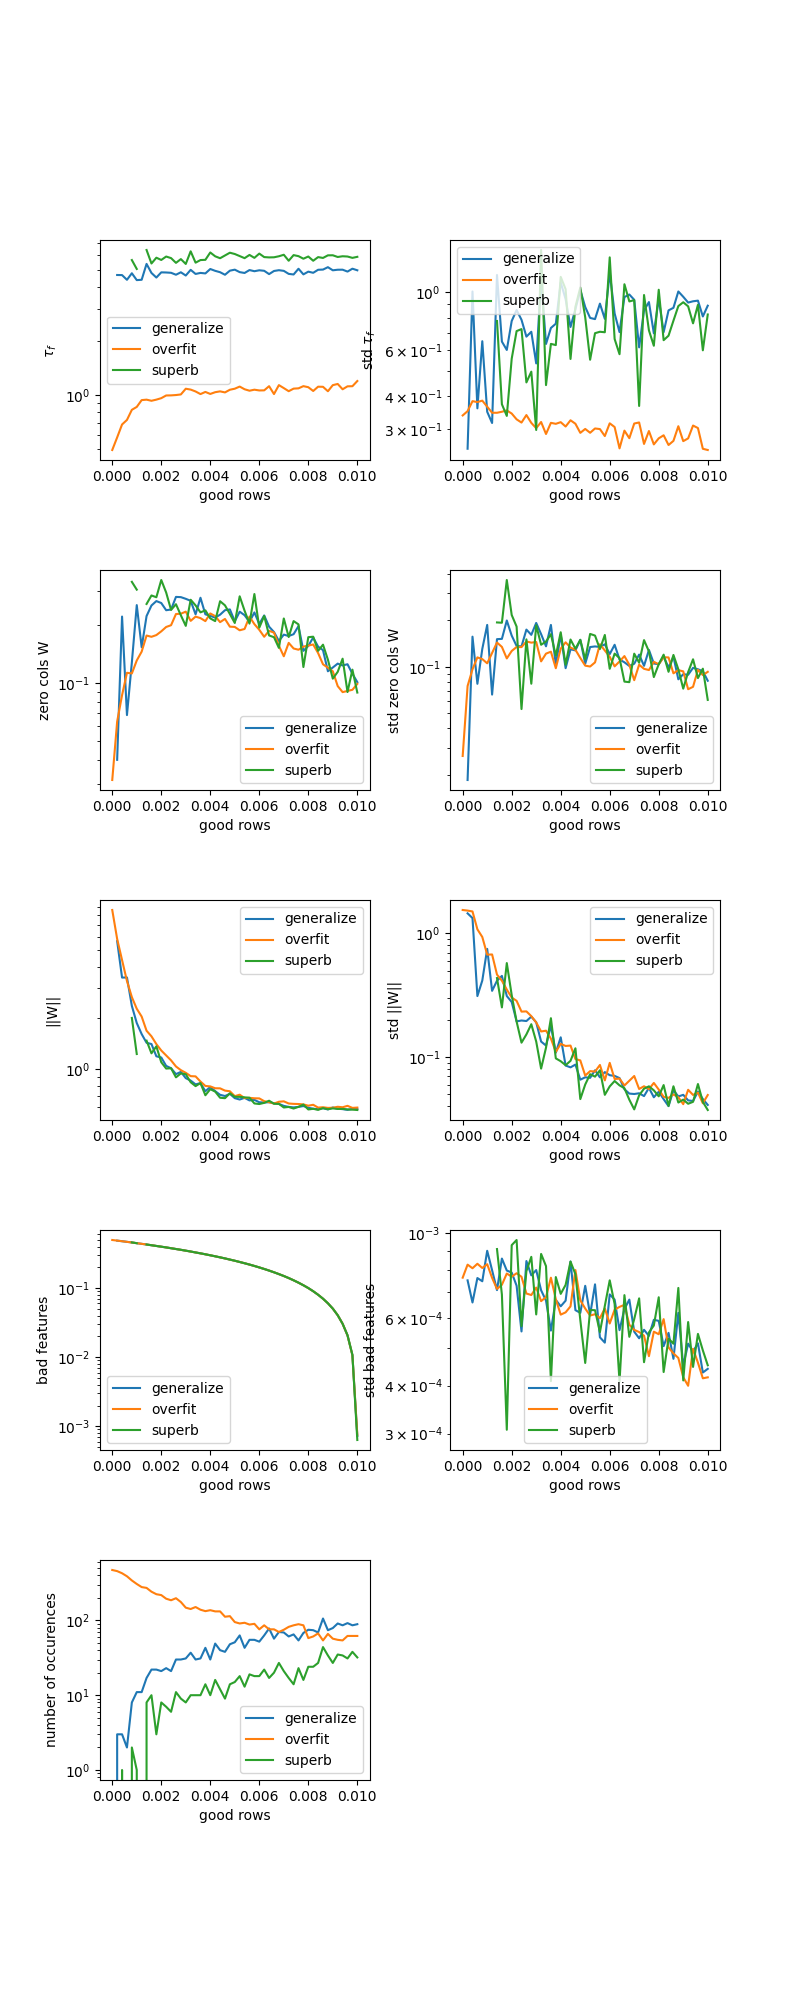 τf
10^0
generalize
overfit
superb
0.000 0.002 0.004 0.006 0.008 0.010
good rows
std τf
10^0
6 × 10^-1
4 × 10^-1
3 × 10^-1
generalize
overfit
superb
0.000 0.002 0.004 0.006 0.008 0.010
good rows
zero cols W
10^-1
generalize
overfit
superb
0.000 0.002 0.004 0.006 0.008 0.010
good rows
std zero cols W
10^-1
generalize
overfit
superb
0.000 0.002 0.004 0.006 0.008 0.010
good rows
||W||
10^0
generalize
overfit
superb
0.000 0.002 0.004 0.006 0.008 0.010
good rows
std ||W||
10^0
10^-1
generalize
overfit
superb
0.000 0.002 0.004 0.006 0.008 0.010
good rows
bad features
10^-1
10^-2
10^-3
generalize
overfit
superb
0.000 0.002 0.004 0.006 0.008 0.010
good rows
std bad features
10^-3
6 × 10^-4
4 × 10^-4
3 × 10^-4
generalize
overfit
superb
0.000 0.002 0.004 0.006 0.008 0.010
good rows
number of occurences
10^2
10^1
10^0
generalize
overfit
superb
0.000 0.002 0.004 0.006 0.008 0.010
good rows